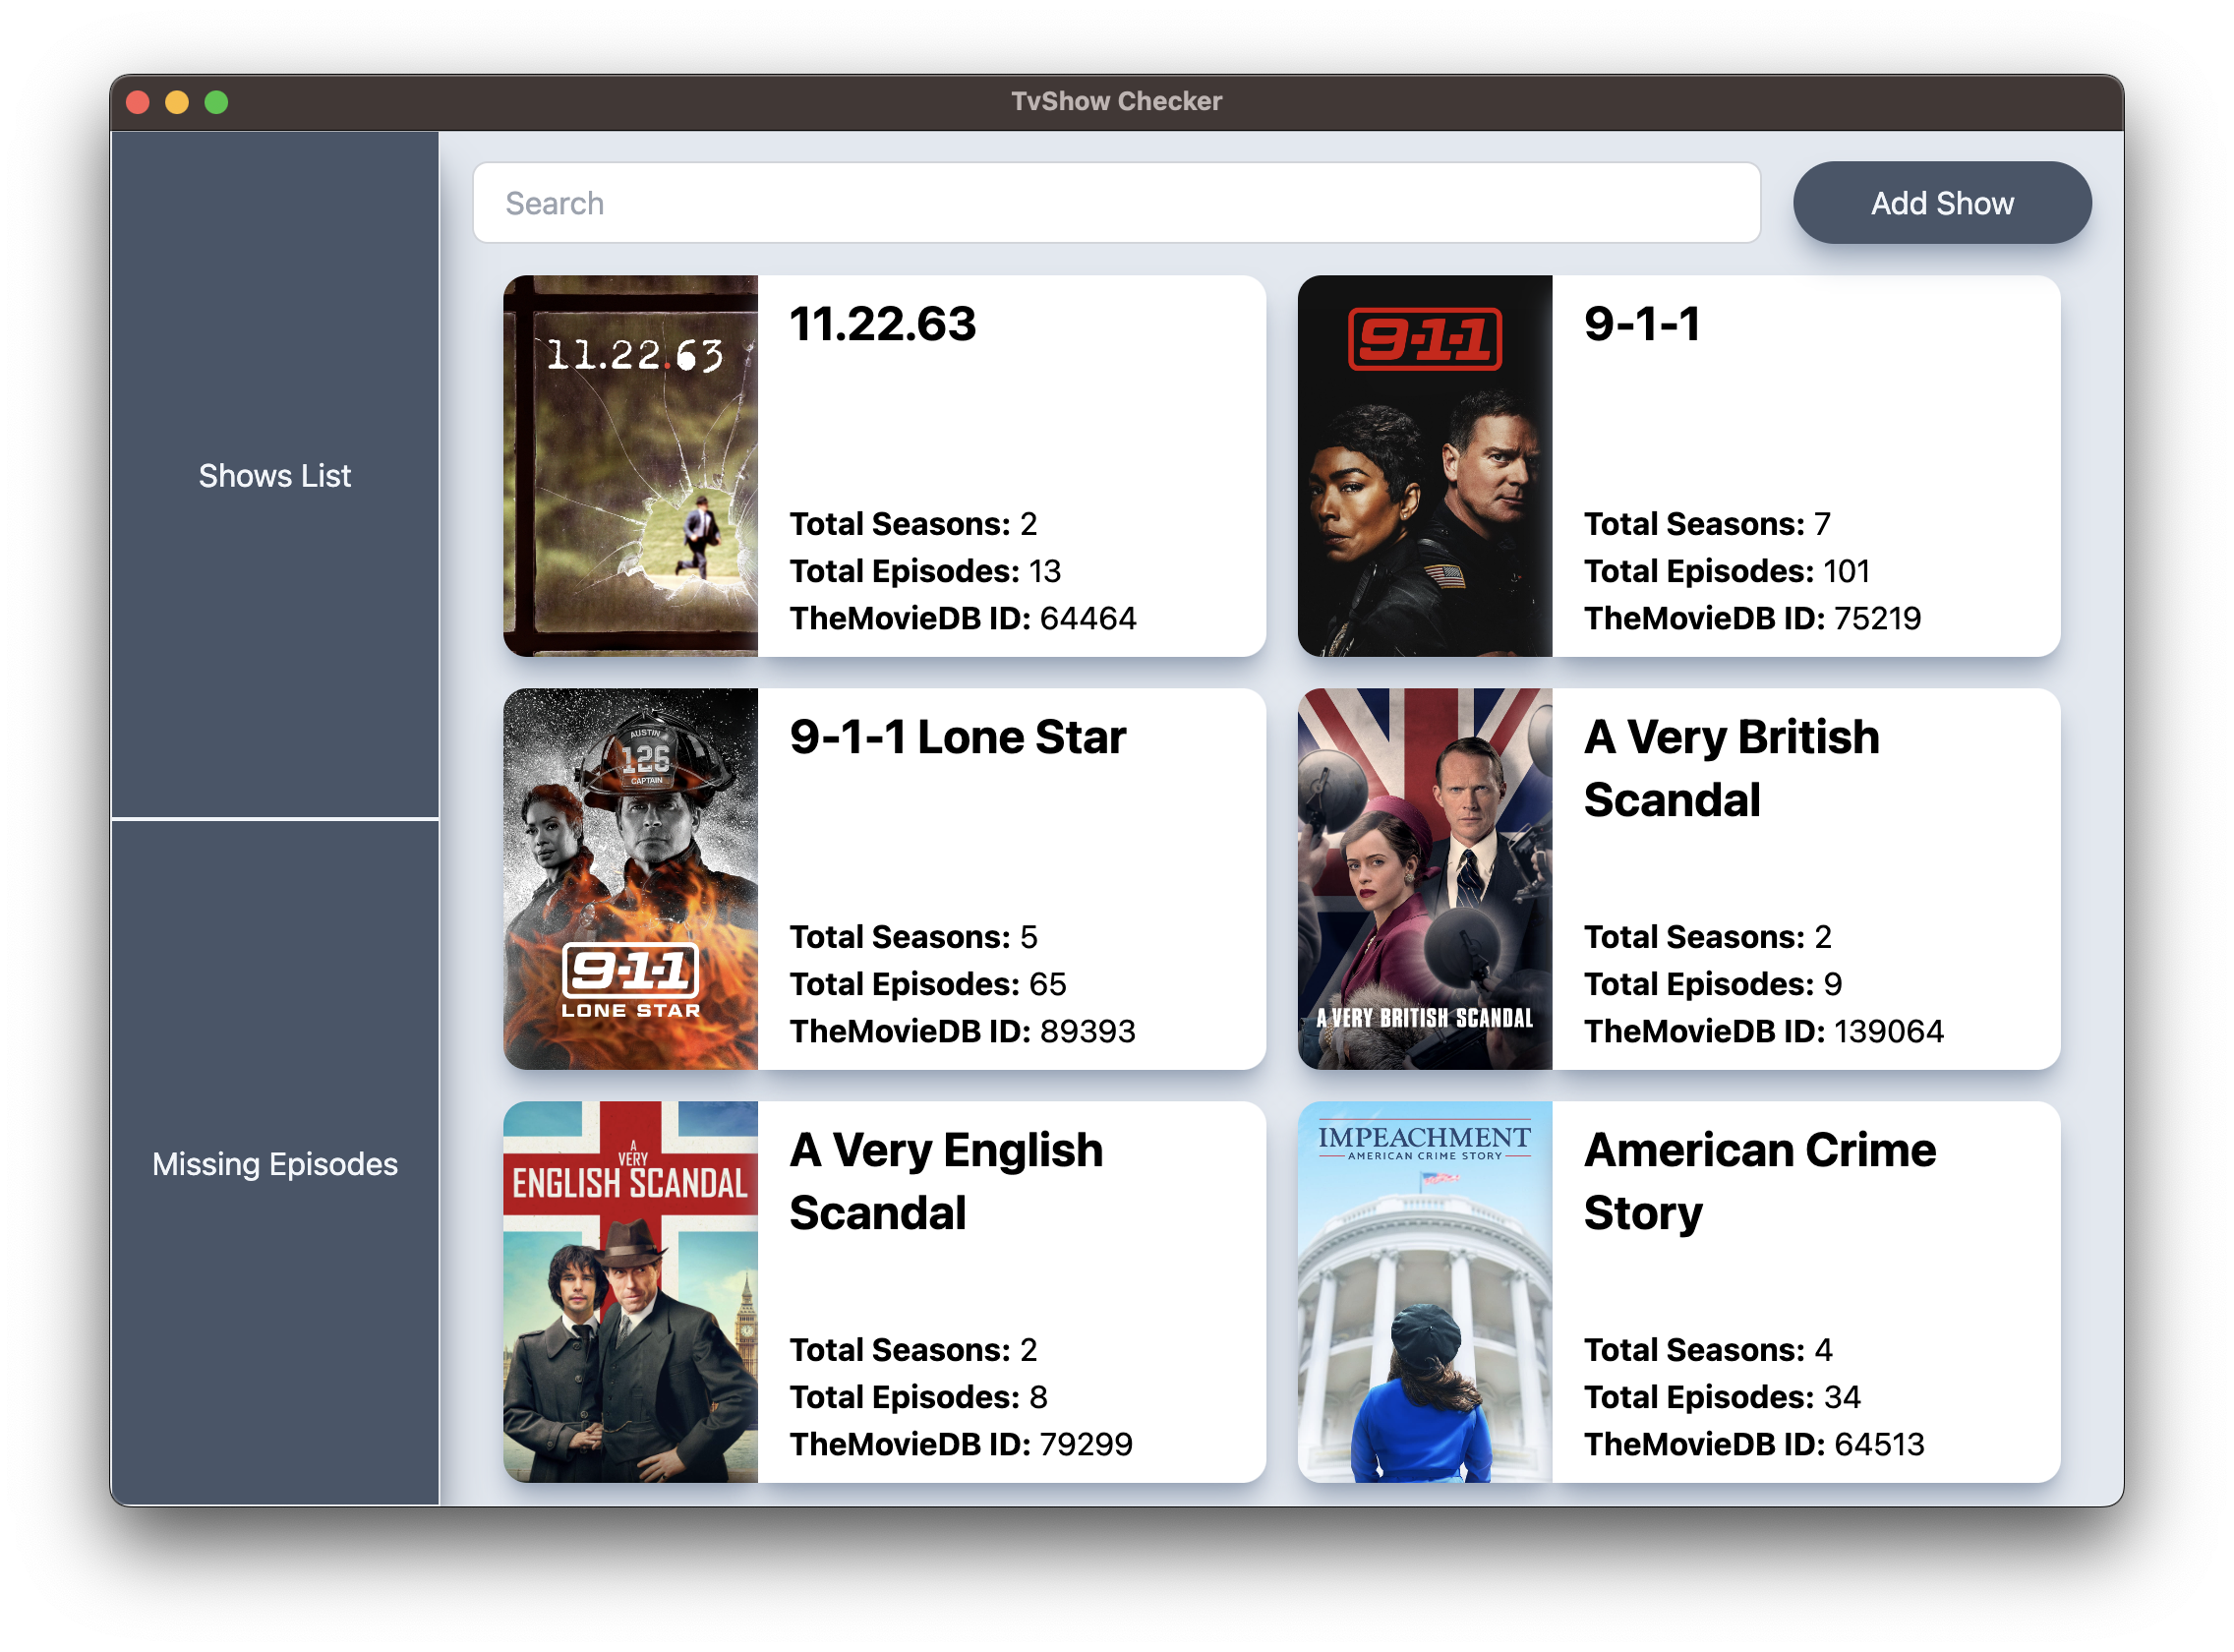 TvShow Checker
Shows List
Missing Episodes
Search
Add Show
11.22.63
11.22.63
Total Seasons: 2
Total Episodes: 13
TheMovieDB ID: 64464
9-1-1
9-1-1
Total Seasons: 7
Total Episodes: 101
TheMovieDB ID: 75219
AUSTIN
126
CAPTAIN
9-1-1
LONE STAR
9-1-1 Lone Star
Total Seasons: 5
Total Episodes: 65
TheMovieDB ID: 89393
A VERY BRITISH SCANDAL
A Very British
Scandal
Total Seasons: 2
Total Episodes: 9
TheMovieDB ID: 139064
A
VERY
ENGLISH SCANDAL
A Very English
Scandal
Total Seasons: 2
Total Episodes: 8
TheMovieDB ID: 79299
IMPEACHMENT
AMERICAN CRIME STORY
American Crime
Story
Total Seasons: 4
Total Episodes: 34
TheMovieDB ID: 64513